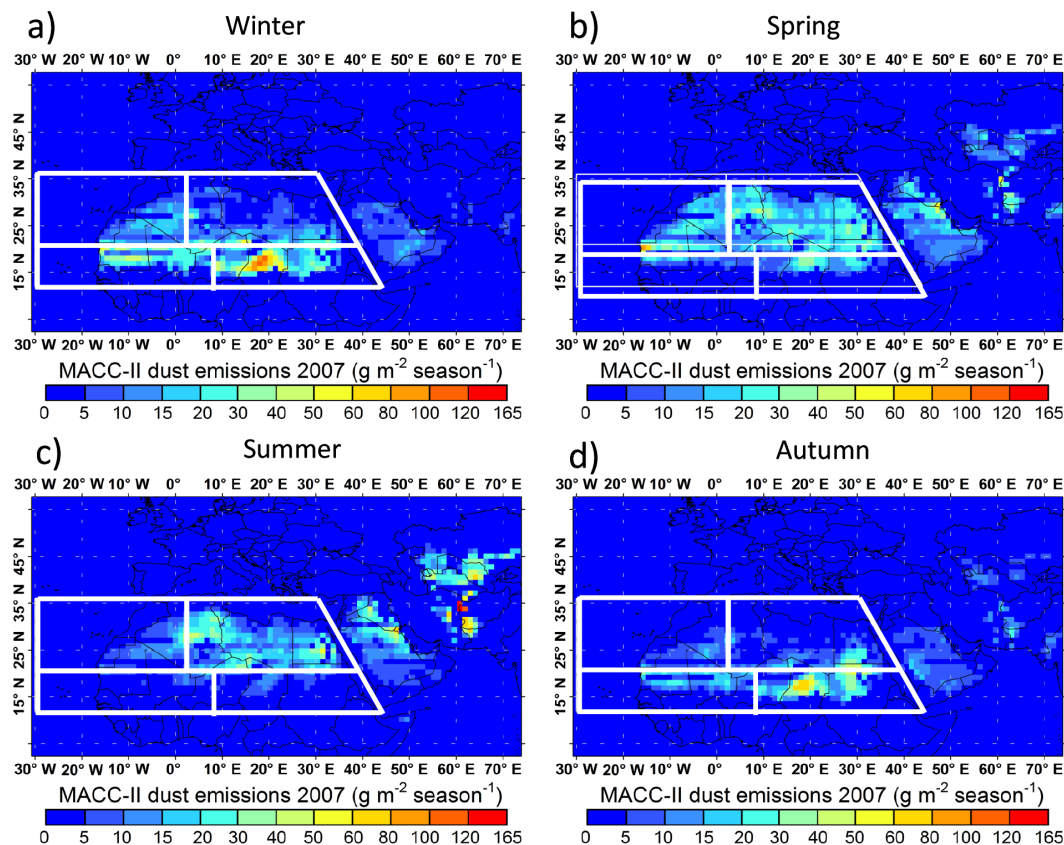 a) Winter
30° W 20° W 10° W 0° 10° E 20° E 30° E 40° E 50° E 60° E 70° E
45° N
35° N
25° N
15° N
30° W 20° W 10° W 0° 10° E 20° E 30° E 40° E 50° E 60° E 70° E
MACC-II dust emissions 2007 (g m⁻² season⁻¹)
0 5 10 15 20 30 40 50 60 80 100 120 165
b) Spring
30° W 20° W 10° W 0° 10° E 20° E 30° E 40° E 50° E 60° E 70° E
45° N
35° N
25° N
15° N
30° W 20° W 10° W 0° 10° E 20° E 30° E 40° E 50° E 60° E 70° E
MACC-II dust emissions 2007 (g m⁻² season⁻¹)
0 5 10 15 20 30 40 50 60 80 100 120 165
c) Summer
30° W 20° W 10° W 0° 10° E 20° E 30° E 40° E 50° E 60° E 70° E
45° N
35° N
25° N
15° N
30° W 20° W 10° W 0° 10° E 20° E 30° E 40° E 50° E 60° E 70° E
MACC-II dust emissions 2007 (g m⁻² season⁻¹)
0 5 10 15 20 30 40 50 60 80 100 120 165
d) Autumn
30° W 20° W 10° W 0° 10° E 20° E 30° E 40° E 50° E 60° E 70° E
45° N
35° N
25° N
15° N
30° W 20° W 10° W 0° 10° E 20° E 30° E 40° E 50° E 60° E 70° E
MACC-II dust emissions 2007 (g m⁻² season⁻¹)
0 5 10 15 20 30 40 50 60 80 100 120 165